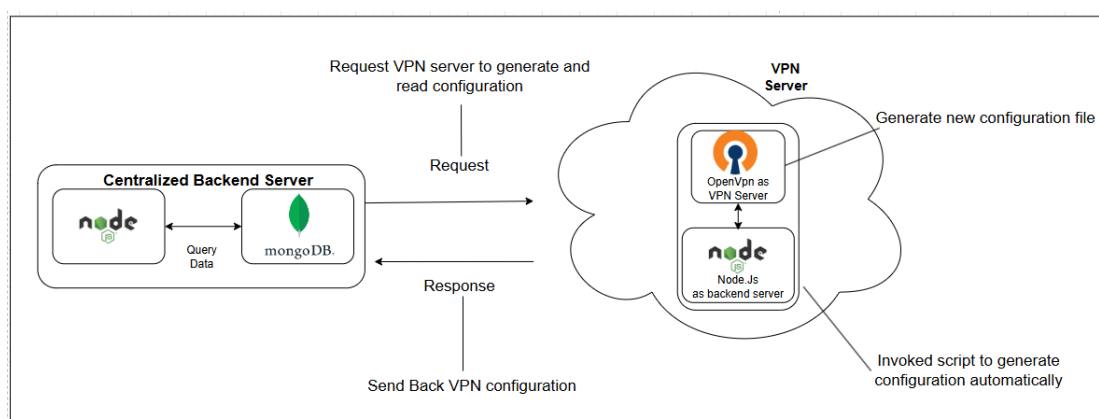 Request VPN server to generate and
read configuration
VPN
Server
Generate new configuration file
Request
Centralized Backend Server
node
JS
Query
Data
mongoDB.
OpenVpn as
VPN Server
node
JS
Node.Js
as backend server
Response
Invoked script to generate
configuration automatically
Send Back VPN configuration